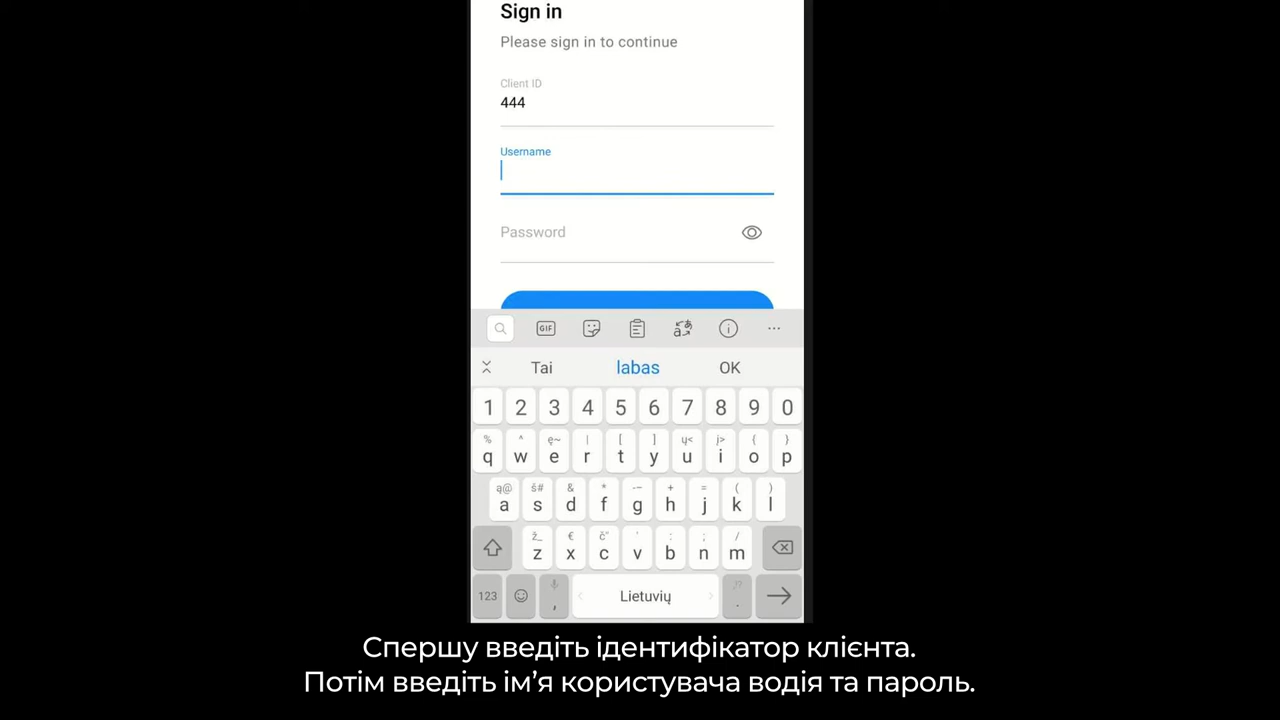 Sign in
Please sign in to continue
Client ID
444
Username
Password
GIF
Tai labas OK
1 2 3 4 5 6 7 8 9 0
% ^ ę~ | [ ] ų< į> { }
q w e r t y u i o p
ą@ š# & * -– + = ( )
a s d f g h j k l
ž_ € č" ' : ; /
z x c v b n m
123 , Lietuvių .
Спершу введіть ідентифікатор клієнта.
Потім введіть ім’я користувача водія та пароль.